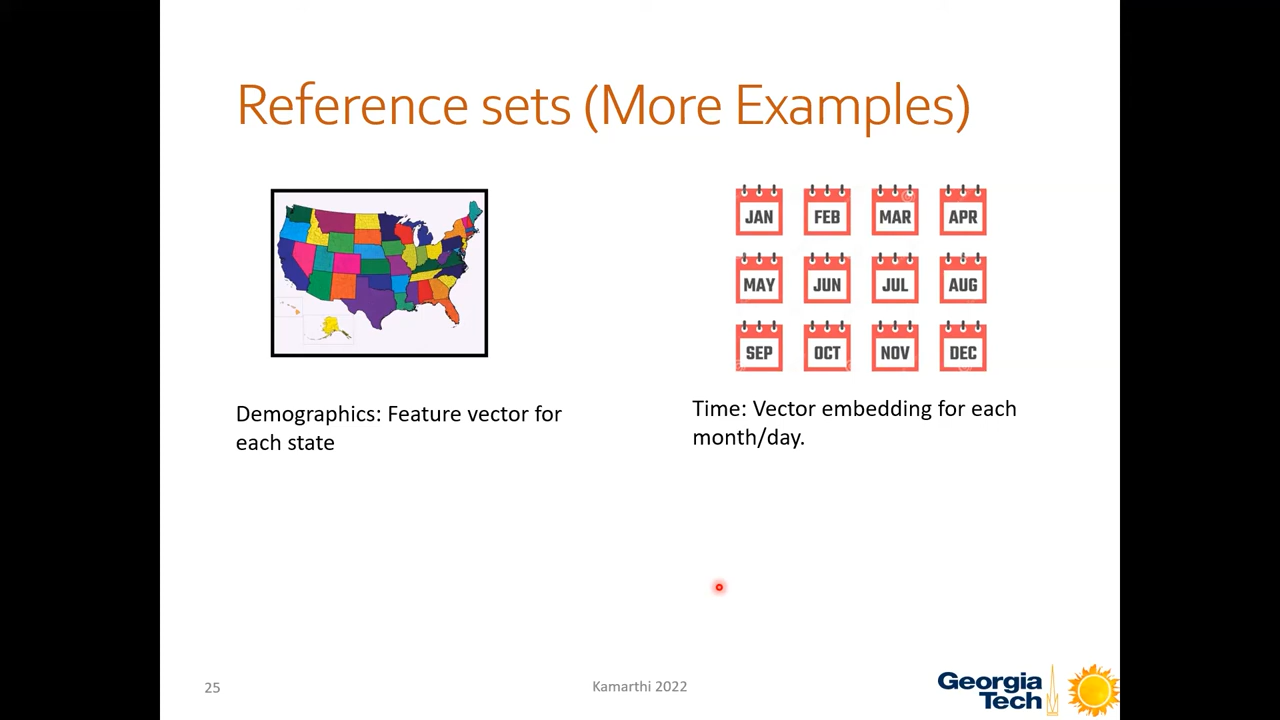 Reference sets (More Examples)
JAN FEB MAR APR
MAY JUN JUL AUG
SEP OCT NOV DEC
Demographics: Feature vector for
each state
Time: Vector embedding for each
month/day.
25
Kamarthi 2022
Georgia
Tech